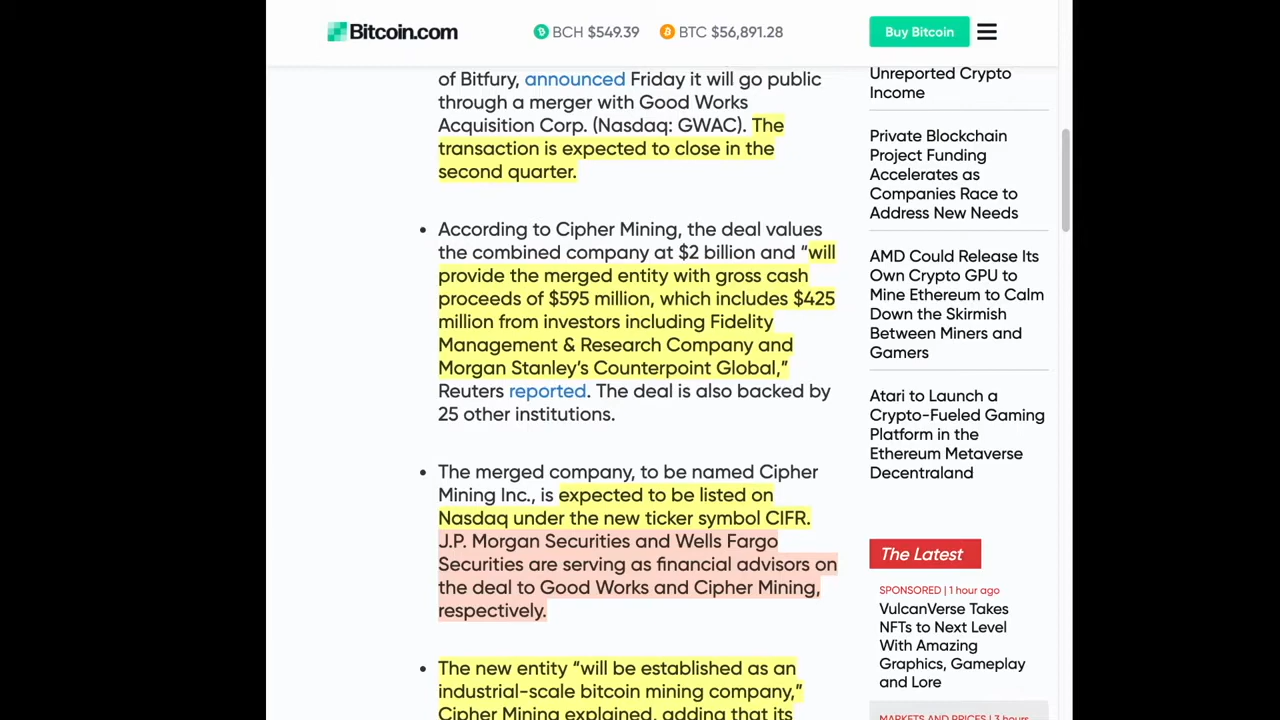 Bitcoin.com
BCH $549.39
BTC $56,891.28
Buy Bitcoin
of Bitfury, announced Friday it will go public
through a merger with Good Works
Acquisition Corp. (Nasdaq: GWAC). The
transaction is expected to close in the
second quarter.
• According to Cipher Mining, the deal values
the combined company at $2 billion and “will
provide the merged entity with gross cash
proceeds of $595 million, which includes $425
million from investors including Fidelity
Management & Research Company and
Morgan Stanley’s Counterpoint Global,”
Reuters reported. The deal is also backed by
25 other institutions.
• The merged company, to be named Cipher
Mining Inc., is expected to be listed on
Nasdaq under the new ticker symbol CIFR.
J.P. Morgan Securities and Wells Fargo
Securities are serving as financial advisors on
the deal to Good Works and Cipher Mining,
respectively.
• The new entity “will be established as an
industrial-scale bitcoin mining company,”
Cipher Mining explained, adding that its
Unreported Crypto
Income
Private Blockchain
Project Funding
Accelerates as
Companies Race to
Address New Needs
AMD Could Release Its
Own Crypto GPU to
Mine Ethereum to Calm
Down the Skirmish
Between Miners and
Gamers
Atari to Launch a
Crypto-Fueled Gaming
Platform in the
Ethereum Metaverse
Decentraland
The Latest
SPONSORED | 1 hour ago
VulcanVerse Takes
NFTs to Next Level
With Amazing
Graphics, Gameplay
and Lore
MARKETS AND PRICES | 3 hours